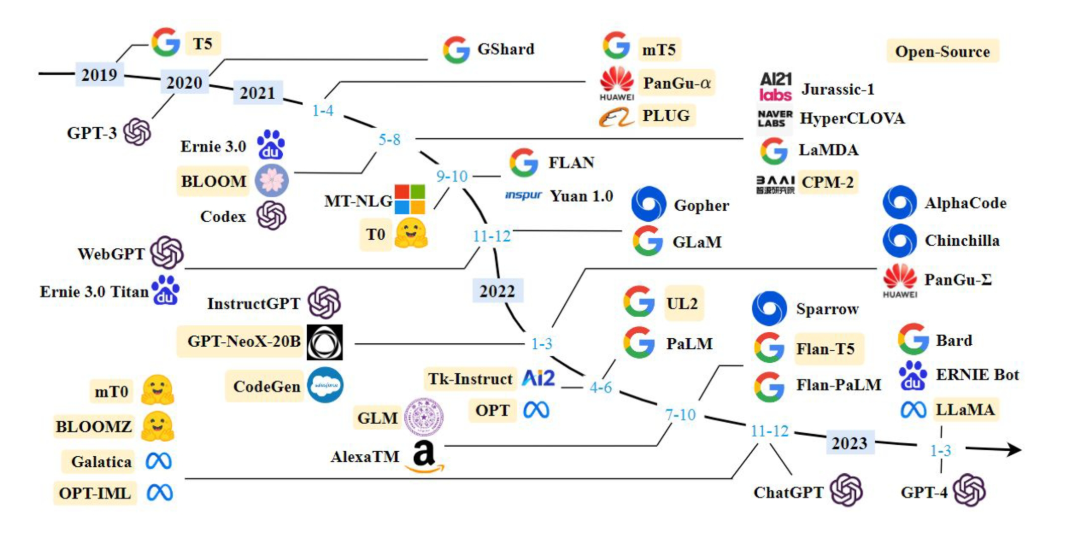 T5
GShard
mT5
Open-Source
2019
2020
2021
1-4
HUAWEI
PanGu-α
AI21
labs
Jurassic-1
PLUG
NAVER
LABS
HyperCLOVA
GPT-3
5-8
LaMDA
Ernie 3.0
du
BLOOM
Codex
9-10
FLAN
BAAI
CPM-2
MT-NLG
inspur
Yuan 1.0
T0
11-12
Gopher
GLaM
AlphaCode
Chinchilla
WebGPT
HUAWEI
PanGu-Σ
Ernie 3.0 Titan
du
2022
InstructGPT
GPT-NeoX-20B
1-3
UL2
PaLM
Sparrow
Flan-T5
Flan-PaLM
Bard
ERNIE Bot
du
LLaMA
CodeGen
Tk-Instruct
Ai2
4-6
OPT
mT0
BLOOMZ
GLM
7-10
AlexaTM
a
11-12
2023
1-3
Galatica
OPT-IML
ChatGPT
GPT-4